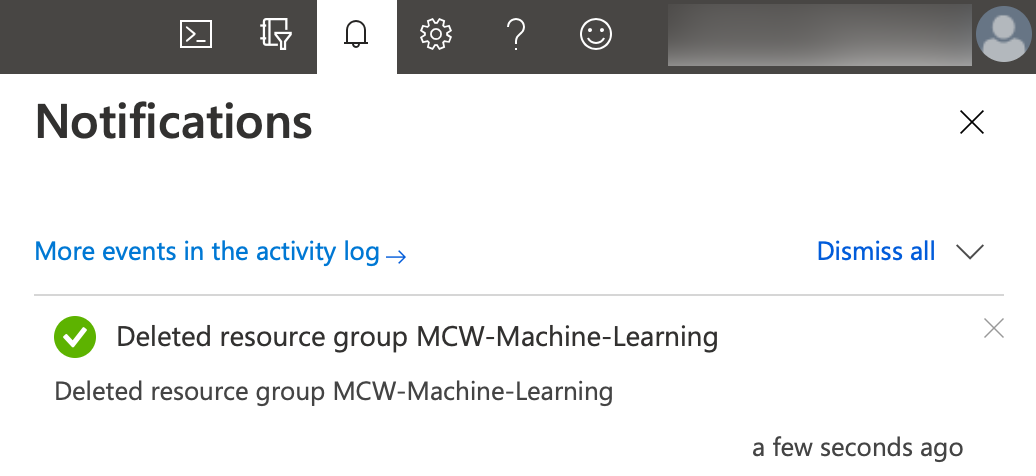 Notifications
More events in the activity log →
Dismiss all
Deleted resource group MCW-Machine-Learning
Deleted resource group MCW-Machine-Learning
a few seconds ago